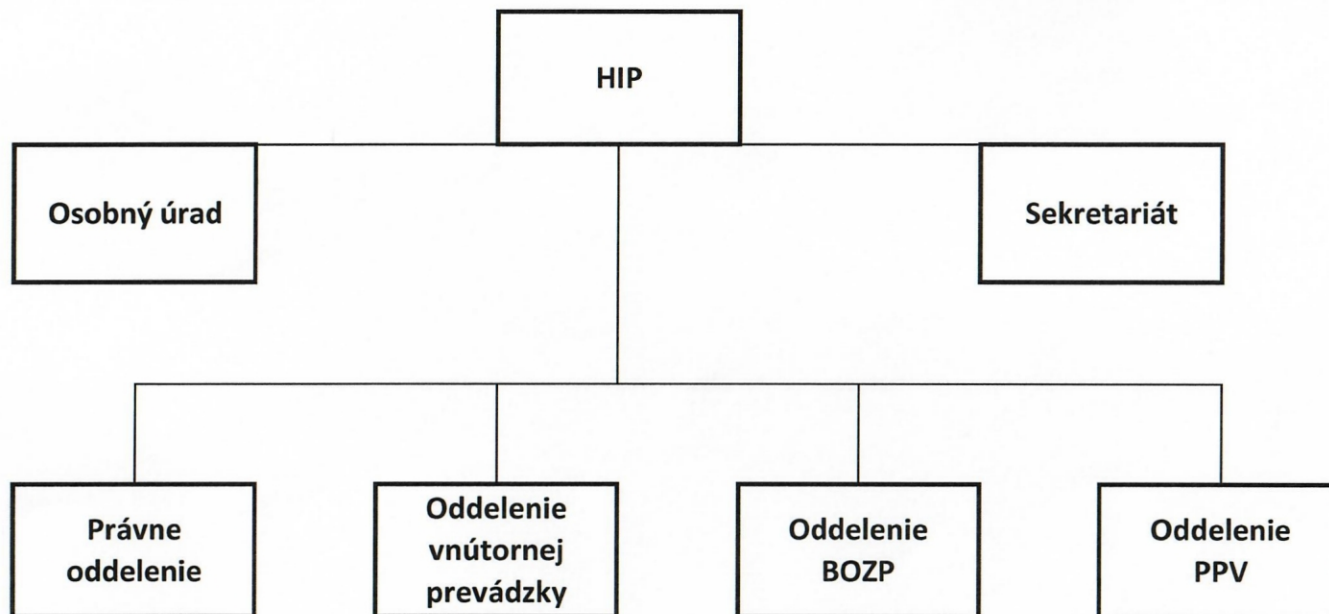 HIP
Osobný úrad
Sekretariát
Právne
oddelenie
Oddelenie
vnútornej
prevádzky
Oddelenie
BOZP
Oddelenie
PPV